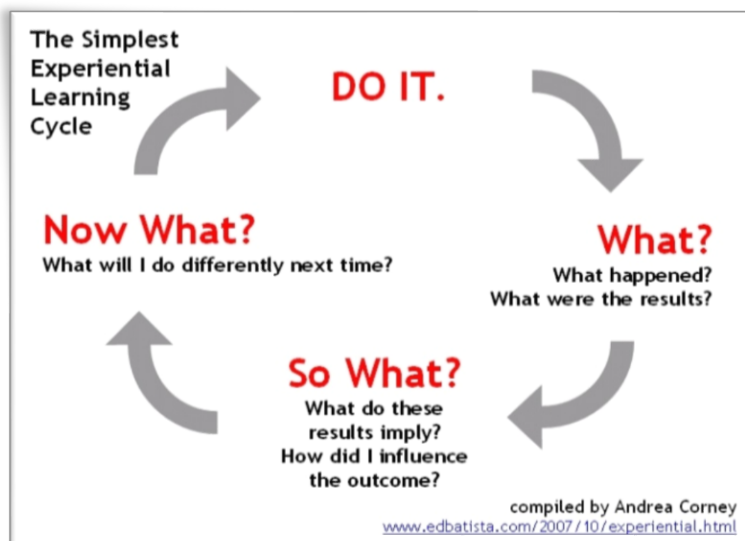 The Simplest
Experiential
Learning
Cycle
DO IT.
What?
What happened?
What were the results?
So What?
What do these
results imply?
How did I influence
the outcome?
Now What?
What will I do differently next time?
compiled by Andrea Corney
www.edbatista.com/2007/10/experiential.html